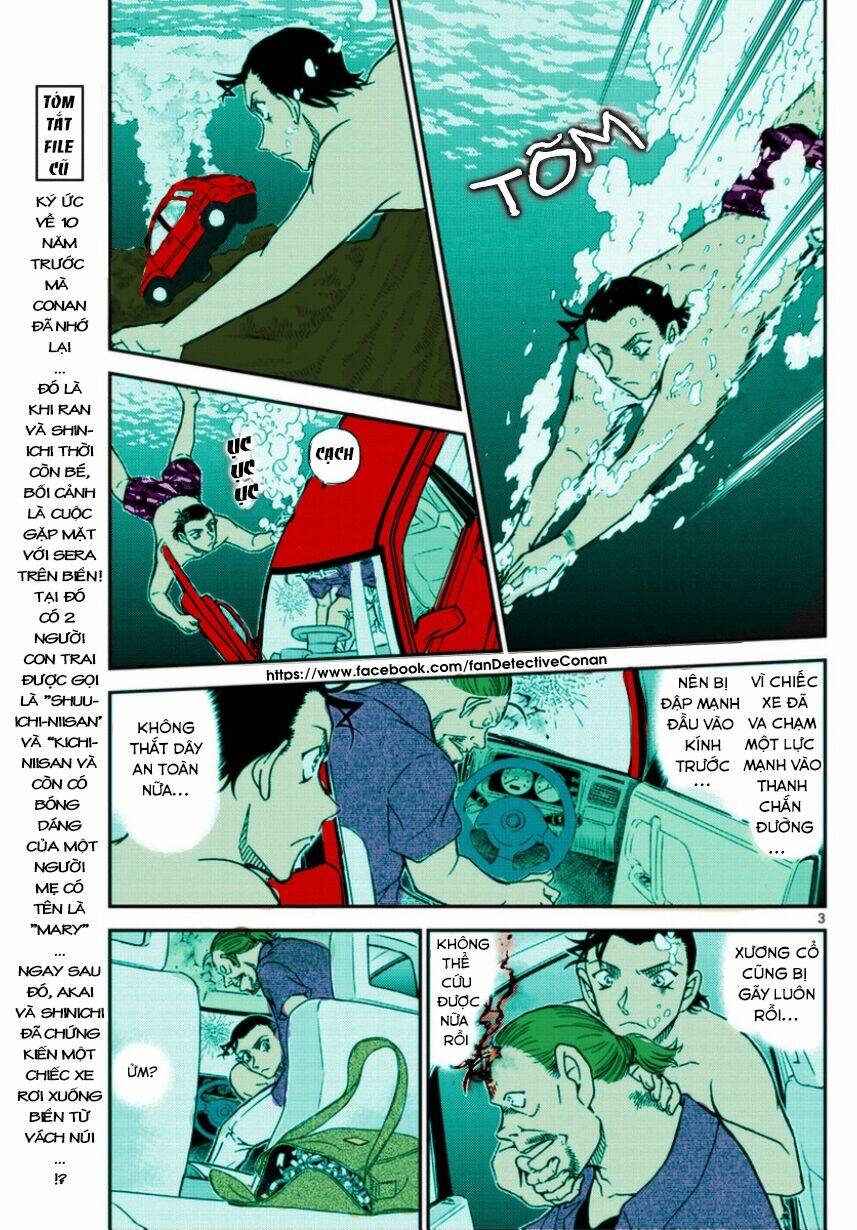 TÓM
TẮT
FILE
CŨ
KÝ ỨC
VỀ 10
NĂM
TRƯỚC
MÀ
CONAN
ĐÃ NHỚ
LẠI
...
ĐÓ LÀ
KHI RAN
VÀ SHIN-
ICHI THỜI
CÒN BÉ,
BỐI CẢNH
LÀ CUỘC
GẶP MẶT
VỚI SERA
TRÊN BIỂN!
TẠI ĐÓ
CÓ 2
NGƯỜI
CON TRAI
ĐƯỢC GỌI
LÀ "SHUU-
ICHI-NIISAN"
VÀ "KICHI-
NIISAN VÀ
CÒN CÓ
BÓNG
DÁNG
CỦA MỘT
NGƯỜI
MẸ CÓ
TÊN LÀ
"MARY"
...
NGAY SAU
ĐÓ, AKAI
VÀ SHINICHI
ĐÃ CHỨNG
KIẾN MỘT
CHIẾC XE
RƠI XUỐNG
BIỂN TỪ
VÁCH NÚI
...
!?
TÕM
ỤC
ỤC
ỤC
CẠCH
https://www.facebook.com/fanDetectiveConan
VÌ CHIẾC
XE ĐÃ
VA CHẠM
MỘT LỰC
MẠNH VÀO
THANH
CHẮN
ĐƯỜNG
...
NÊN BỊ
ĐẬP MẠNH
ĐẦU VÀO
KÍNH
TRƯỚC
...
KHÔNG
THẮT DÂY
AN TOÀN
NỮA...
3
XƯƠNG CỔ
CŨNG BỊ
GÃY LUÔN
RỒI...
KHÔNG
THỂ
CỨU
ĐƯỢC
NỮA
RỒI
ỪM?